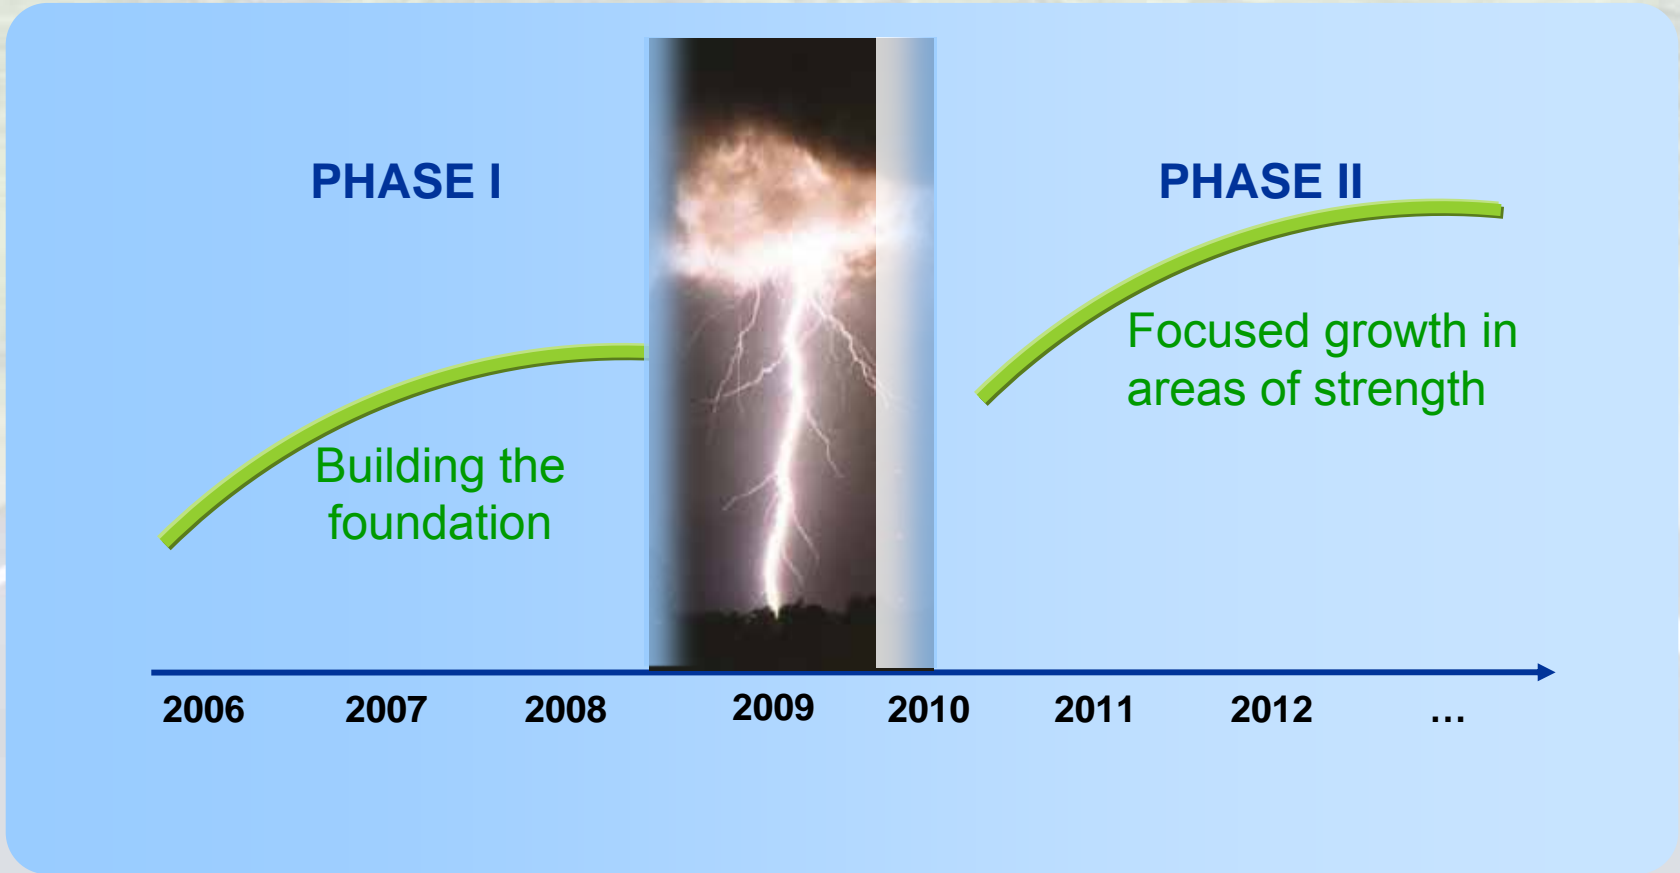 PHASE I
Building the
foundation
PHASE II
Focused growth in
areas of strength
2006 2007 2008 2009 2010 2011 2012 …